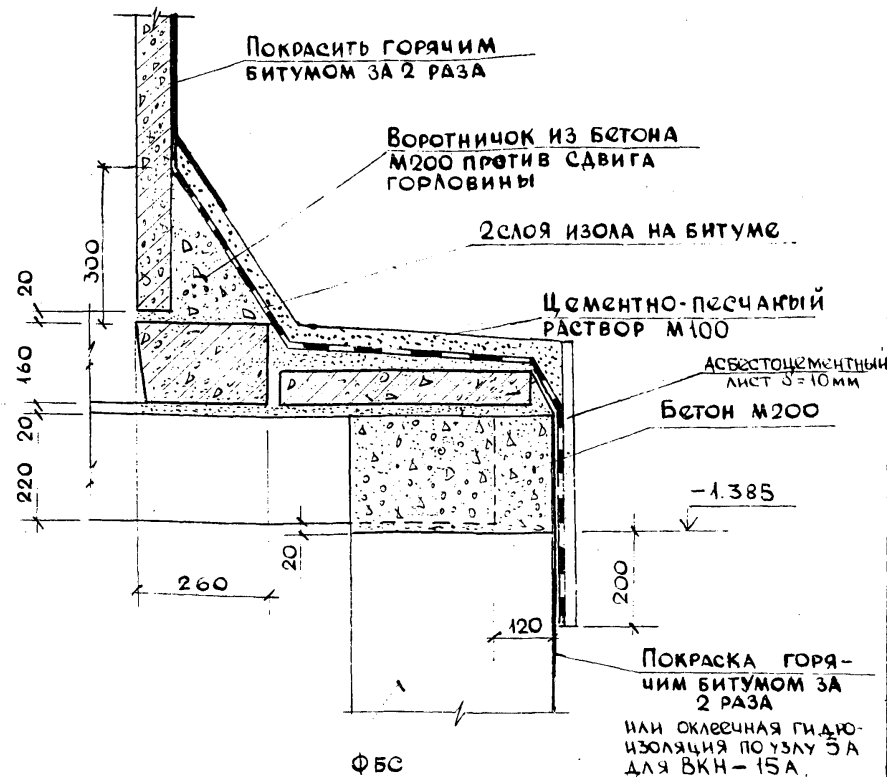 Покрасить горячим
битумом за 2 раза
Воротничок из бетона
М200 против сдвига
горловины
2 слоя изола на битуме
Цементно-песчаный
раствор М100
Асбестоцементный
лист δ=10мм
Бетон М200
-1.385
300
20
160
20
220
20
260
120
200
Покраска горя-
чим битумом за
2 раза
или оклеечная гидро-
изоляция по узлу 5А
для ВКН-15А
ФБС